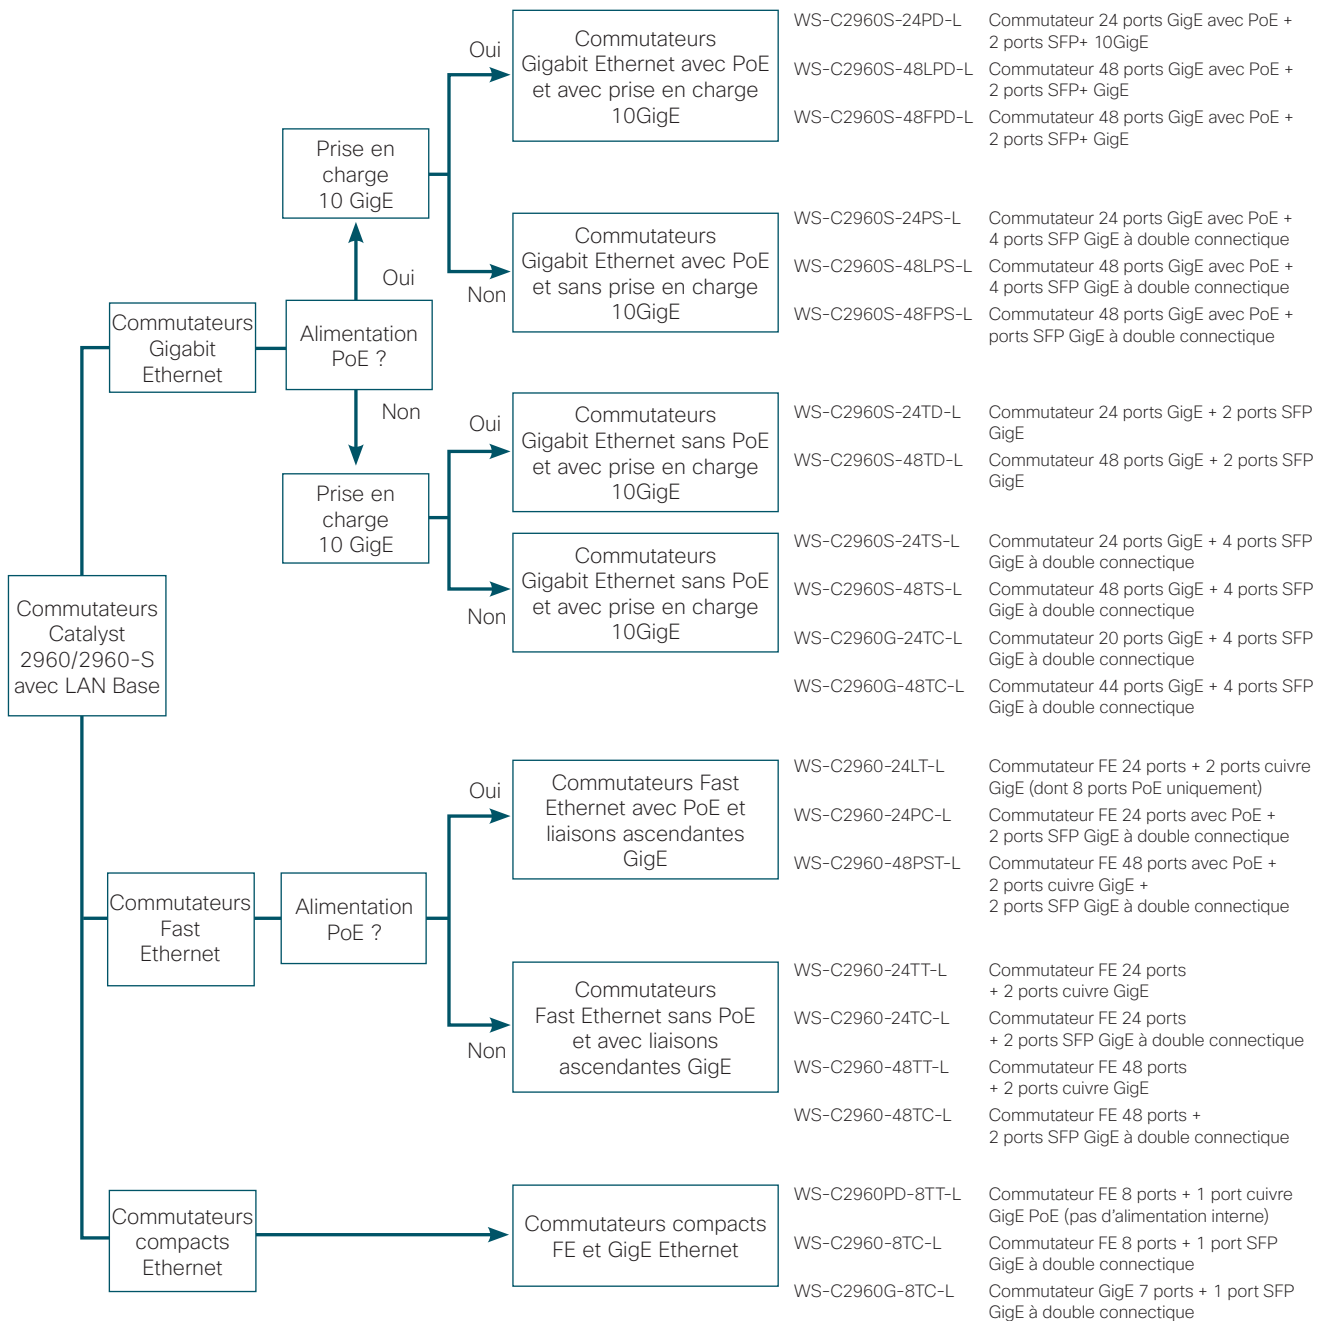 Commutateurs
Catalyst
2960/2960-S
avec LAN Base
Commutateurs
Gigabit
Ethernet
Alimentation
PoE ?
Oui
Non
Prise en
charge
10 GigE
Oui
Non
Commutateurs
Gigabit Ethernet avec PoE
et avec prise en charge
10GigE
WS-C2960S-24PD-L Commutateur 24 ports GigE avec PoE +
2 ports SFP+ 10GigE
WS-C2960S-48LPD-L Commutateur 48 ports GigE avec PoE +
2 ports SFP+ GigE
WS-C2960S-48FPD-L Commutateur 48 ports GigE avec PoE +
2 ports SFP+ GigE
Commutateurs
Gigabit Ethernet avec PoE
et sans prise en charge
10GigE
WS-C2960S-24PS-L Commutateur 24 ports GigE avec PoE +
4 ports SFP GigE à double connectique
WS-C2960S-48LPS-L Commutateur 48 ports GigE avec PoE +
4 ports SFP GigE à double connectique
WS-C2960S-48FPS-L Commutateur 48 ports GigE avec PoE +
ports SFP GigE à double connectique
Prise en
charge
10 GigE
Oui
Non
Commutateurs
Gigabit Ethernet sans PoE
et avec prise en charge
10GigE
WS-C2960S-24TD-L Commutateur 24 ports GigE + 2 ports SFP
GigE
WS-C2960S-48TD-L Commutateur 48 ports GigE + 2 ports SFP
GigE
Commutateurs
Gigabit Ethernet sans PoE
et avec prise en charge
10GigE
WS-C2960S-24TS-L Commutateur 24 ports GigE + 4 ports SFP
GigE à double connectique
WS-C2960S-48TS-L Commutateur 48 ports GigE + 4 ports SFP
GigE à double connectique
WS-C2960G-24TC-L Commutateur 20 ports GigE + 4 ports SFP
GigE à double connectique
WS-C2960G-48TC-L Commutateur 44 ports GigE + 4 ports SFP
GigE à double connectique
Commutateurs
Fast
Ethernet
Alimentation
PoE ?
Oui
Non
Commutateurs Fast
Ethernet avec PoE et
liaisons ascendantes
GigE
WS-C2960-24LT-L Commutateur FE 24 ports + 2 ports cuivre
GigE (dont 8 ports PoE uniquement)
WS-C2960-24PC-L Commutateur FE 24 ports avec PoE +
2 ports SFP GigE à double connectique
WS-C2960-48PST-L Commutateur FE 48 ports avec PoE +
2 ports cuivre GigE +
2 ports SFP GigE à double connectique
Commutateurs
Fast Ethernet sans PoE
et avec liaisons
ascendantes GigE
WS-C2960-24TT-L Commutateur FE 24 ports
+ 2 ports cuivre GigE
WS-C2960-24TC-L Commutateur FE 24 ports
+ 2 ports SFP GigE à double connectique
WS-C2960-48TT-L Commutateur FE 48 ports
+ 2 ports cuivre GigE
WS-C2960-48TC-L Commutateur FE 48 ports +
2 ports SFP GigE à double connectique
Commutateurs
compacts
Ethernet
Commutateurs compacts
FE et GigE Ethernet
WS-C2960PD-8TT-L Commutateur FE 8 ports + 1 port cuivre
GigE PoE (pas d'alimentation interne)
WS-C2960-8TC-L Commutateur FE 8 ports + 1 port SFP
GigE à double connectique
WS-C2960G-8TC-L Commutateur GigE 7 ports + 1 port SFP
GigE à double connectique